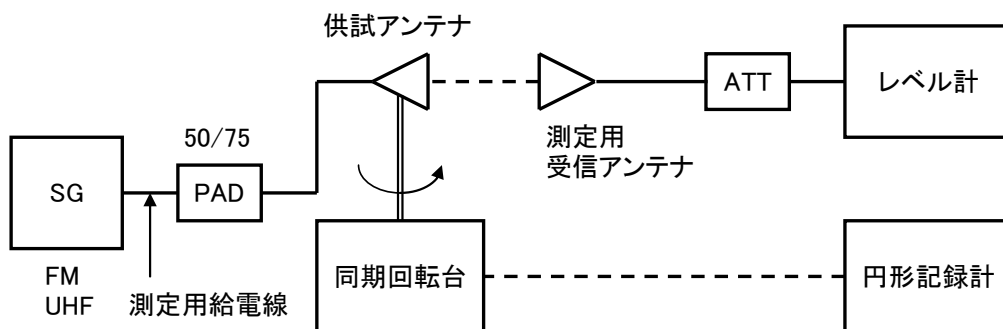 供試アンテナ
ATT
レベル計
50/75
測定用
受信アンテナ
SG
PAD
FM
UHF
測定用給電線
同期回転台
円形記録計